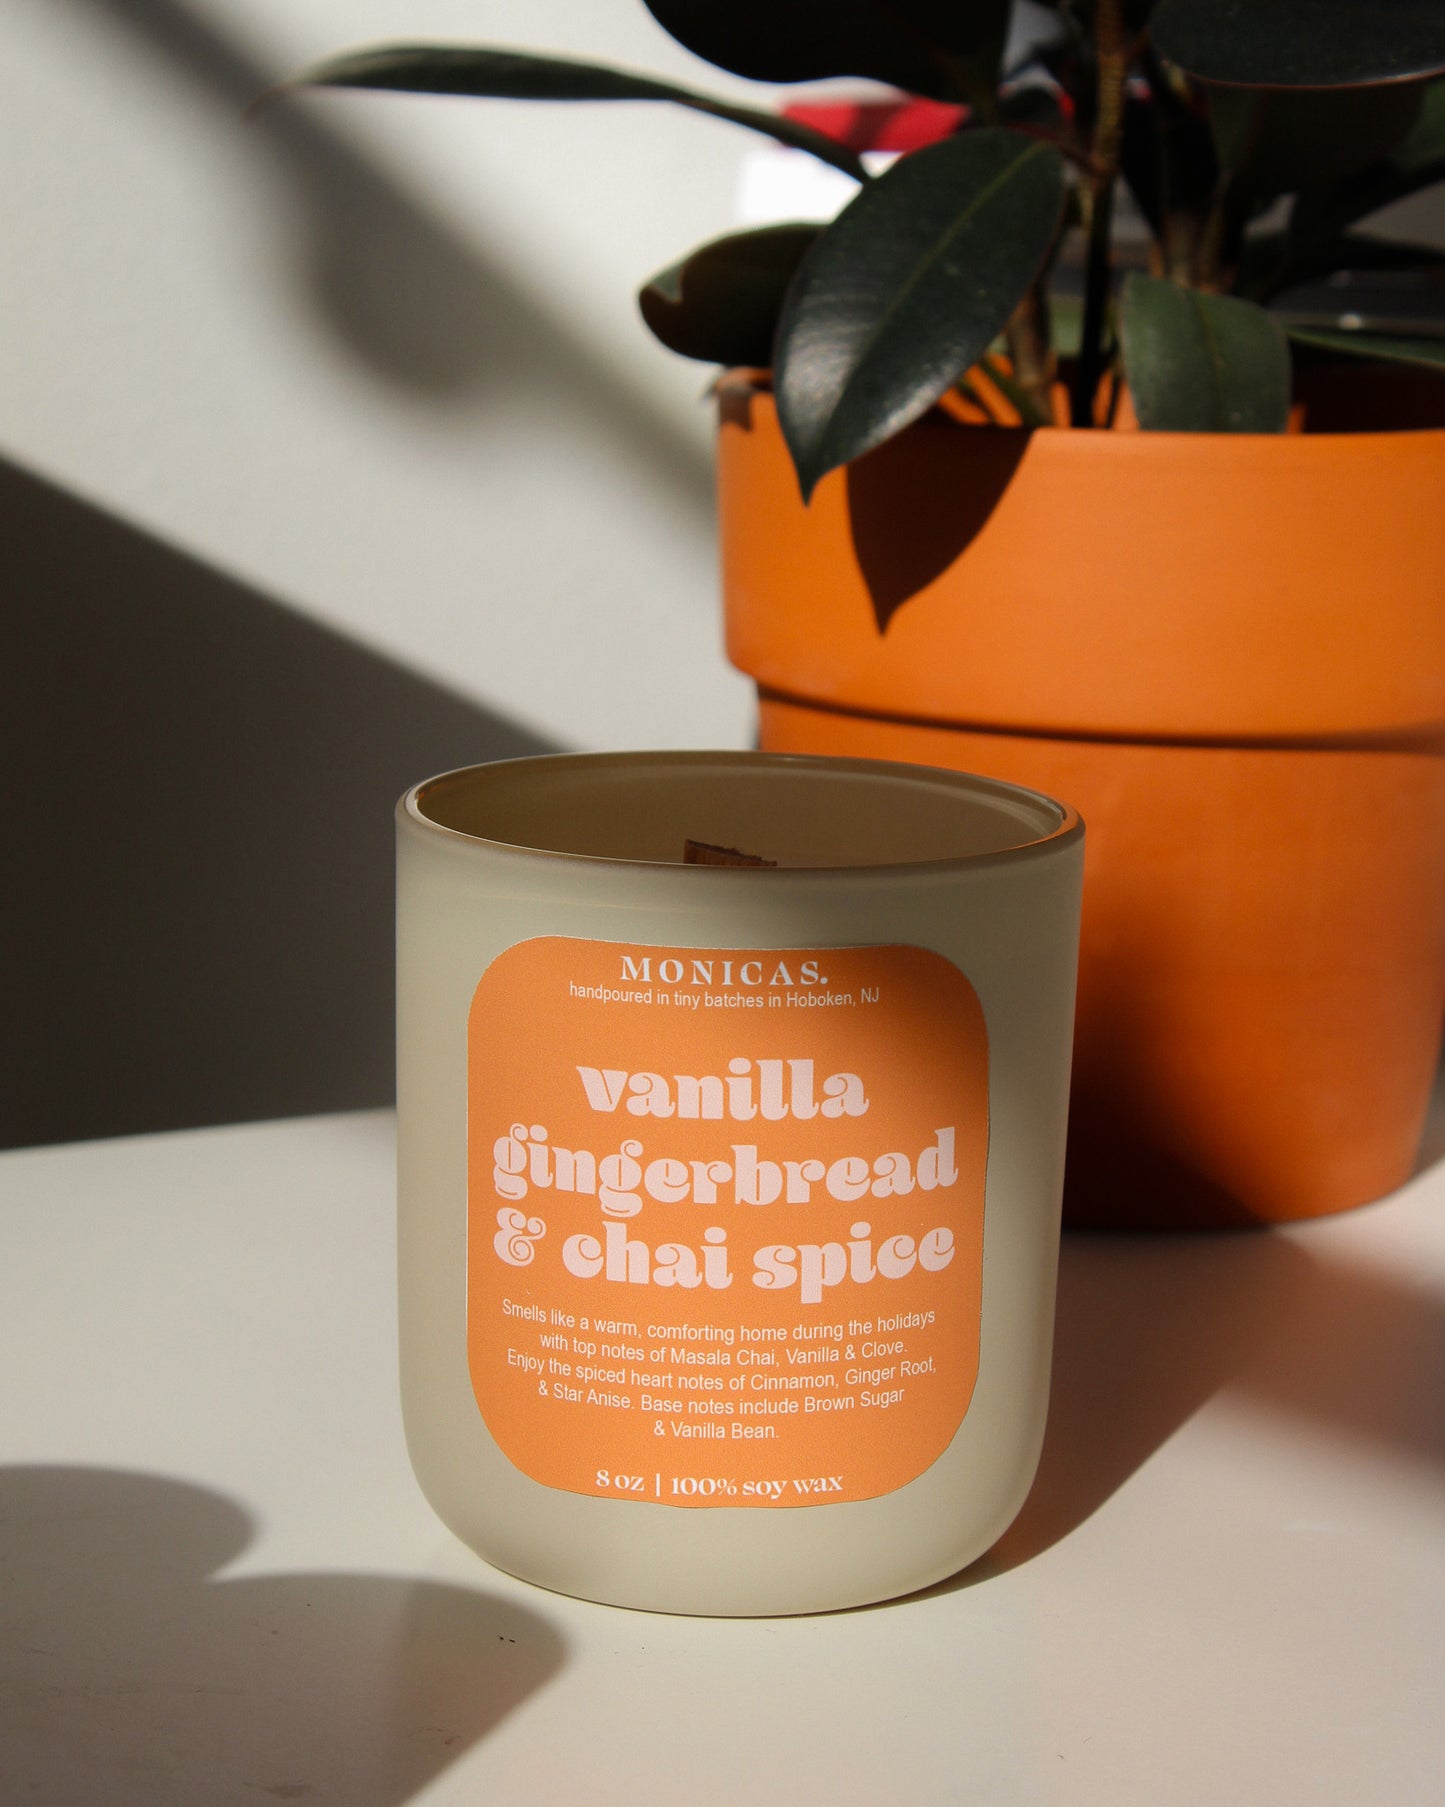 MONICAS.
handpoured in tiny batches in Hoboken, NJ
vanilla
gingerbread
& chai spice
Smells like a warm, comforting home during the holidays
with top notes of Masala Chai, Vanilla & Clove.
Enjoy the spiced heart notes of Cinnamon, Ginger Root,
& Star Anise. Base notes include Brown Sugar
& Vanilla Bean.
8 oz | 100% soy wax